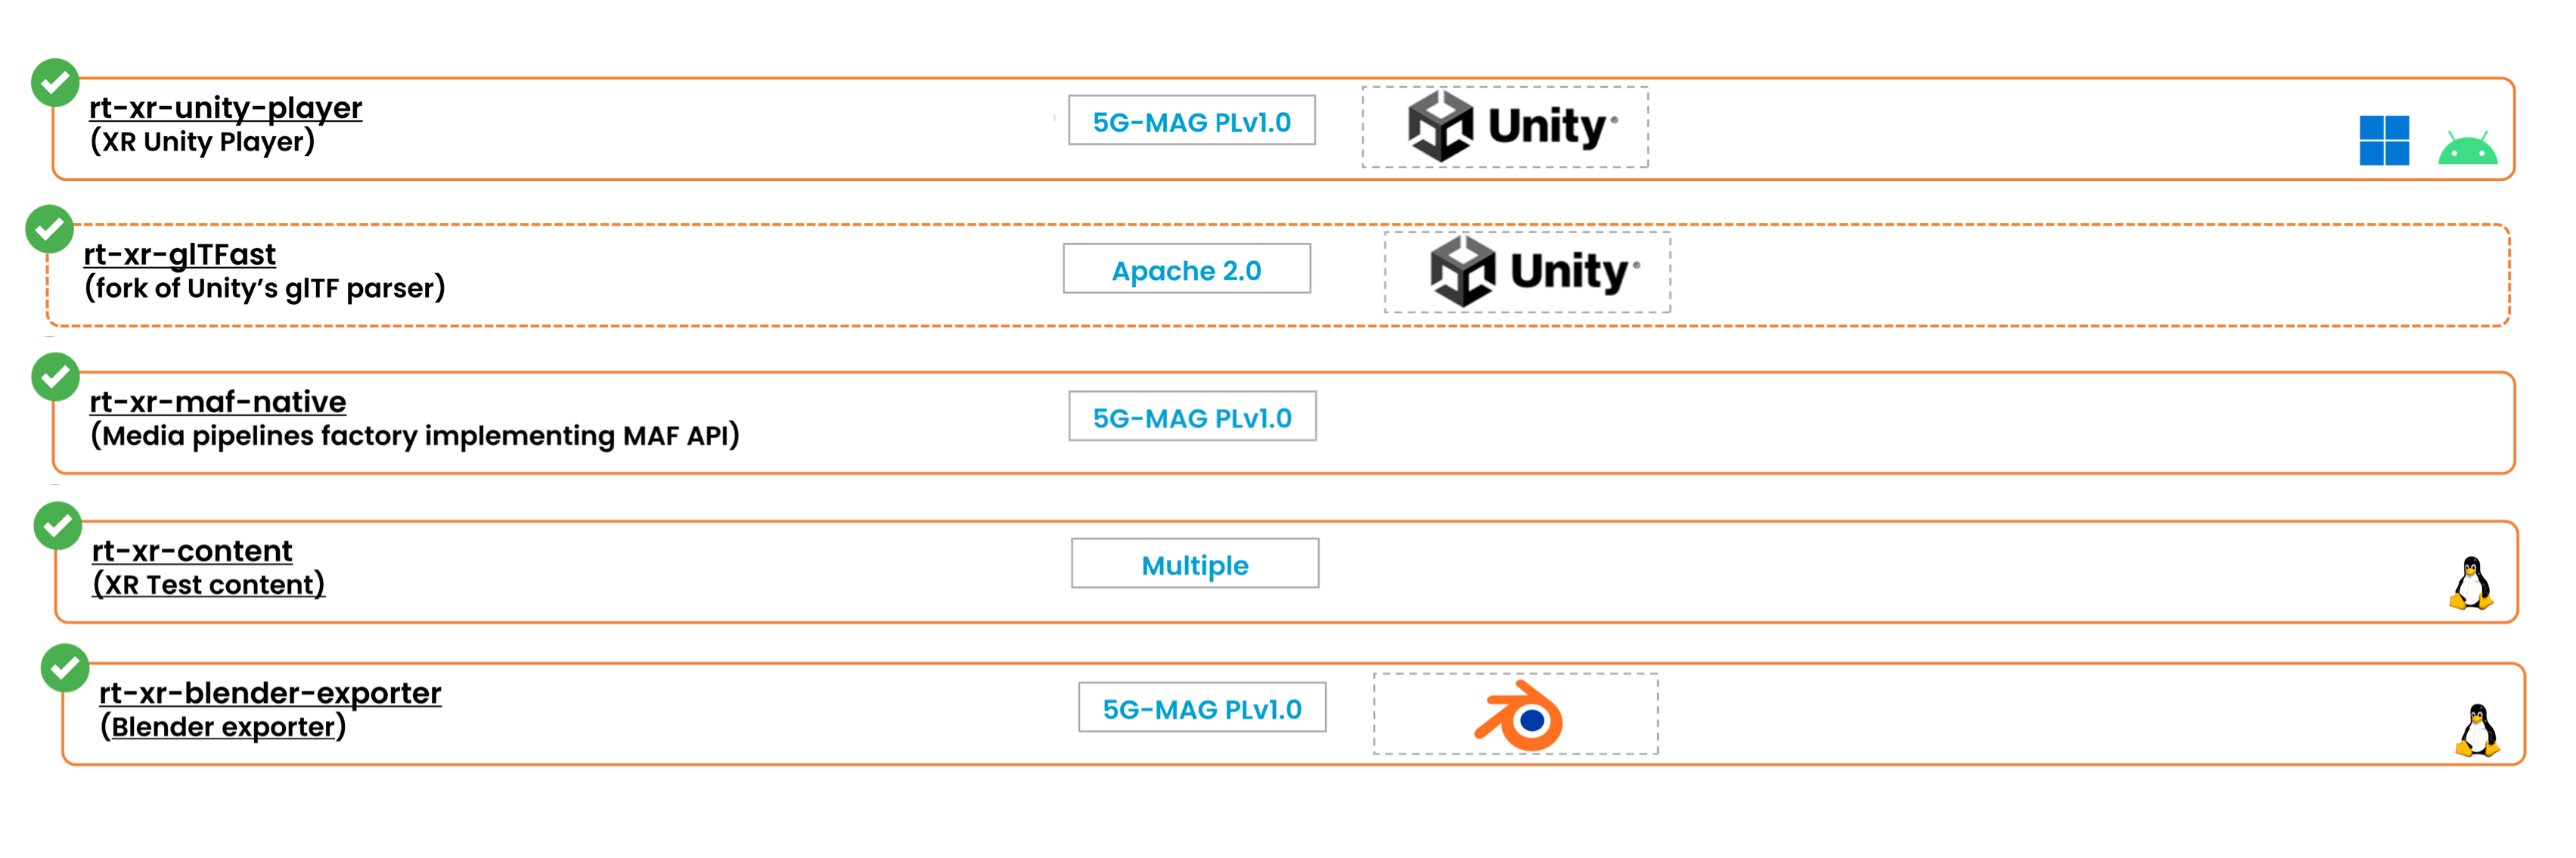 rt-xr-unity-player
(XR Unity Player)
5G-MAG PLv1.0
Unity®
rt-xr-glTFast
(fork of Unity’s glTF parser)
Apache 2.0
Unity®
rt-xr-maf-native
(Media pipelines factory implementing MAF API)
5G-MAG PLv1.0
rt-xr-content
(XR Test content)
Multiple
rt-xr-blender-exporter
(Blender exporter)
5G-MAG PLv1.0